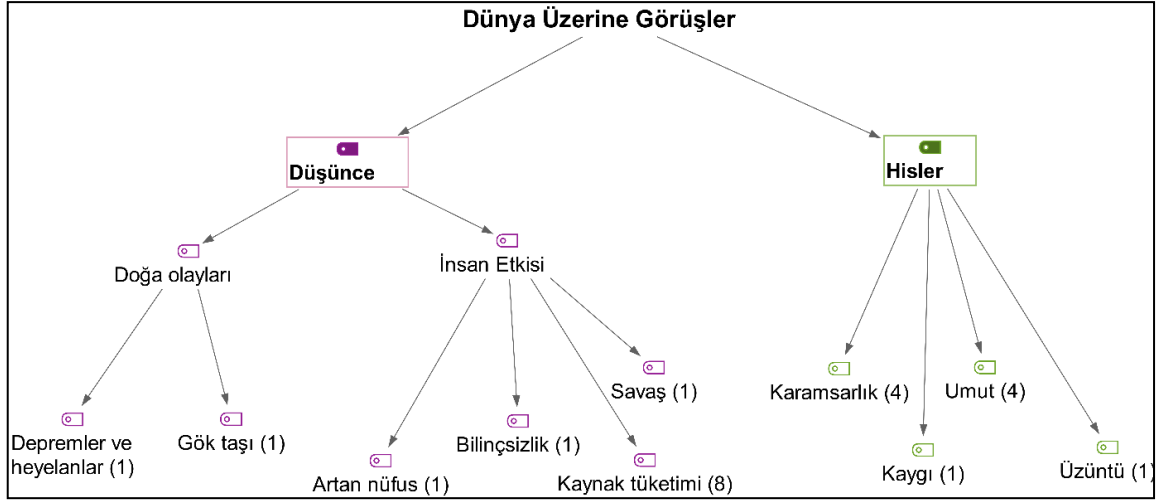 Dünya Üzerine Görüşler
Düşünce
Hisler
Doğa olayları
İnsan Etkisi
Savaş (1)
Karamsarlık (4)
Umut (4)
Depremler ve
heyelanlar (1)
Gök taşı (1)
Bilinçsizlik (1)
Artan nüfus (1)
Kaynak tüketimi (8)
Kaygı (1)
Üzüntü (1)